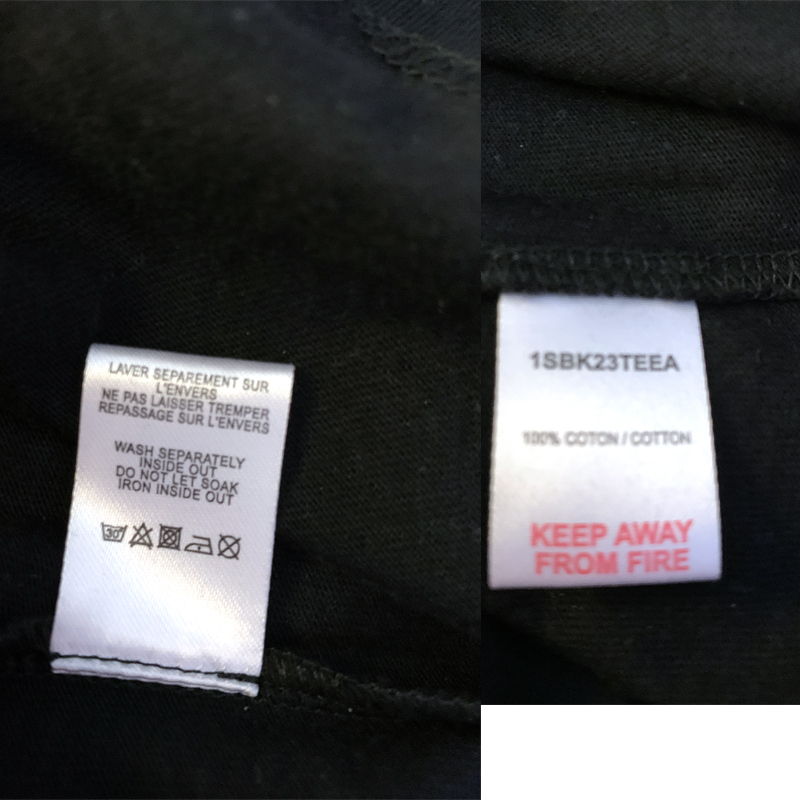 LAVER SEPAREMENT SUR
L'ENVERS
NE PAS LAISSER TREMPER
REPASSAGE SUR L'ENVERS
WASH SEPARATELY
INSIDE OUT
DO NOT LET SOAK
IRON INSIDE OUT
30°
1SBK23TEEA
100% COTON / COTTON
KEEP AWAY
FROM FIRE